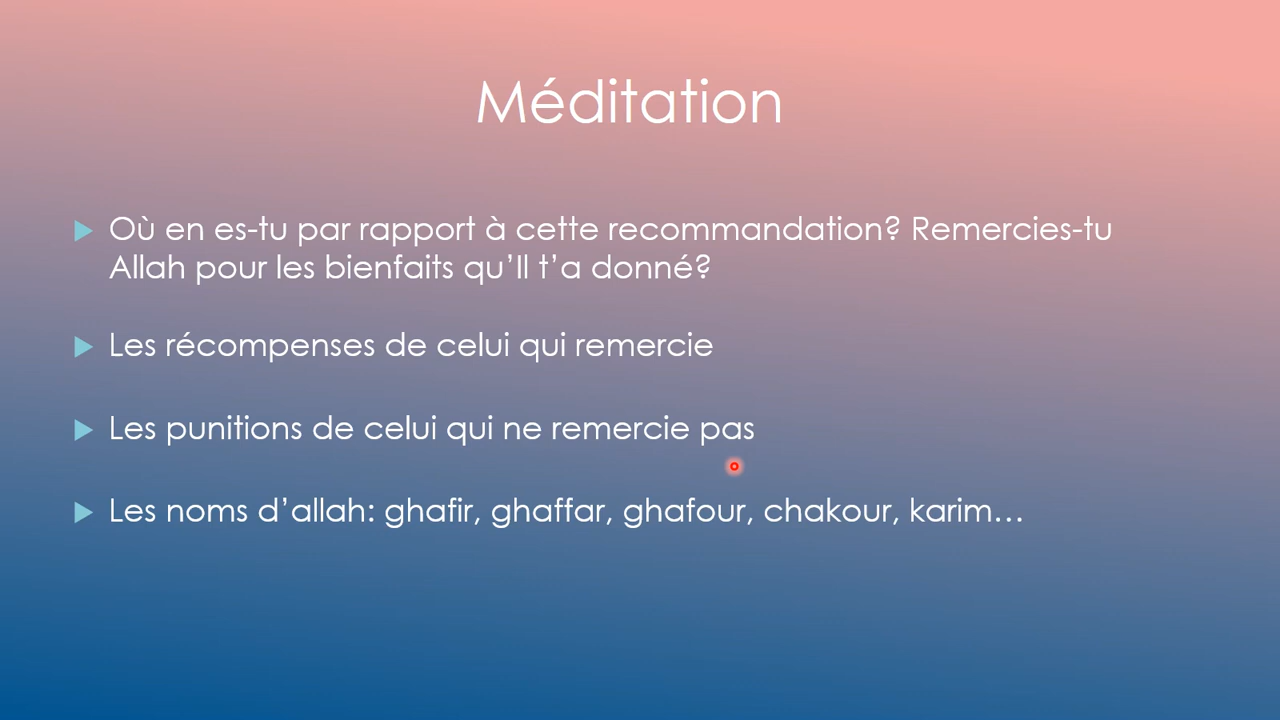 Méditation
Où en es-tu par rapport à cette recommandation? Remercies-tu
Allah pour les bienfaits qu’Il t’a donné?
Les récompenses de celui qui remercie
Les punitions de celui qui ne remercie pas
Les noms d’allah: ghafir, ghaffar, ghafour, chakour, karim…